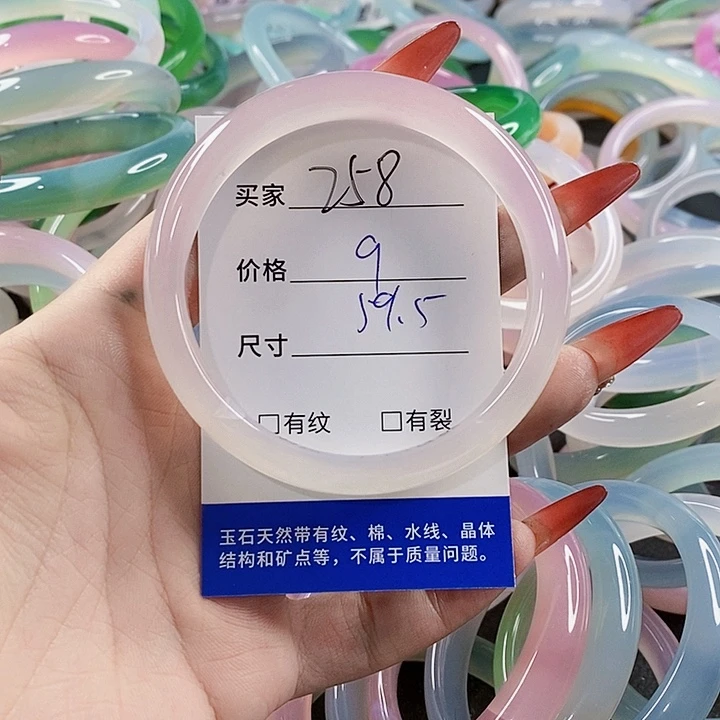 买家 258
价格 9
59.5
尺寸
□有纹 □有裂
玉石天然带有纹、棉、水线、晶体
结构和矿点等，不属于质量问题。